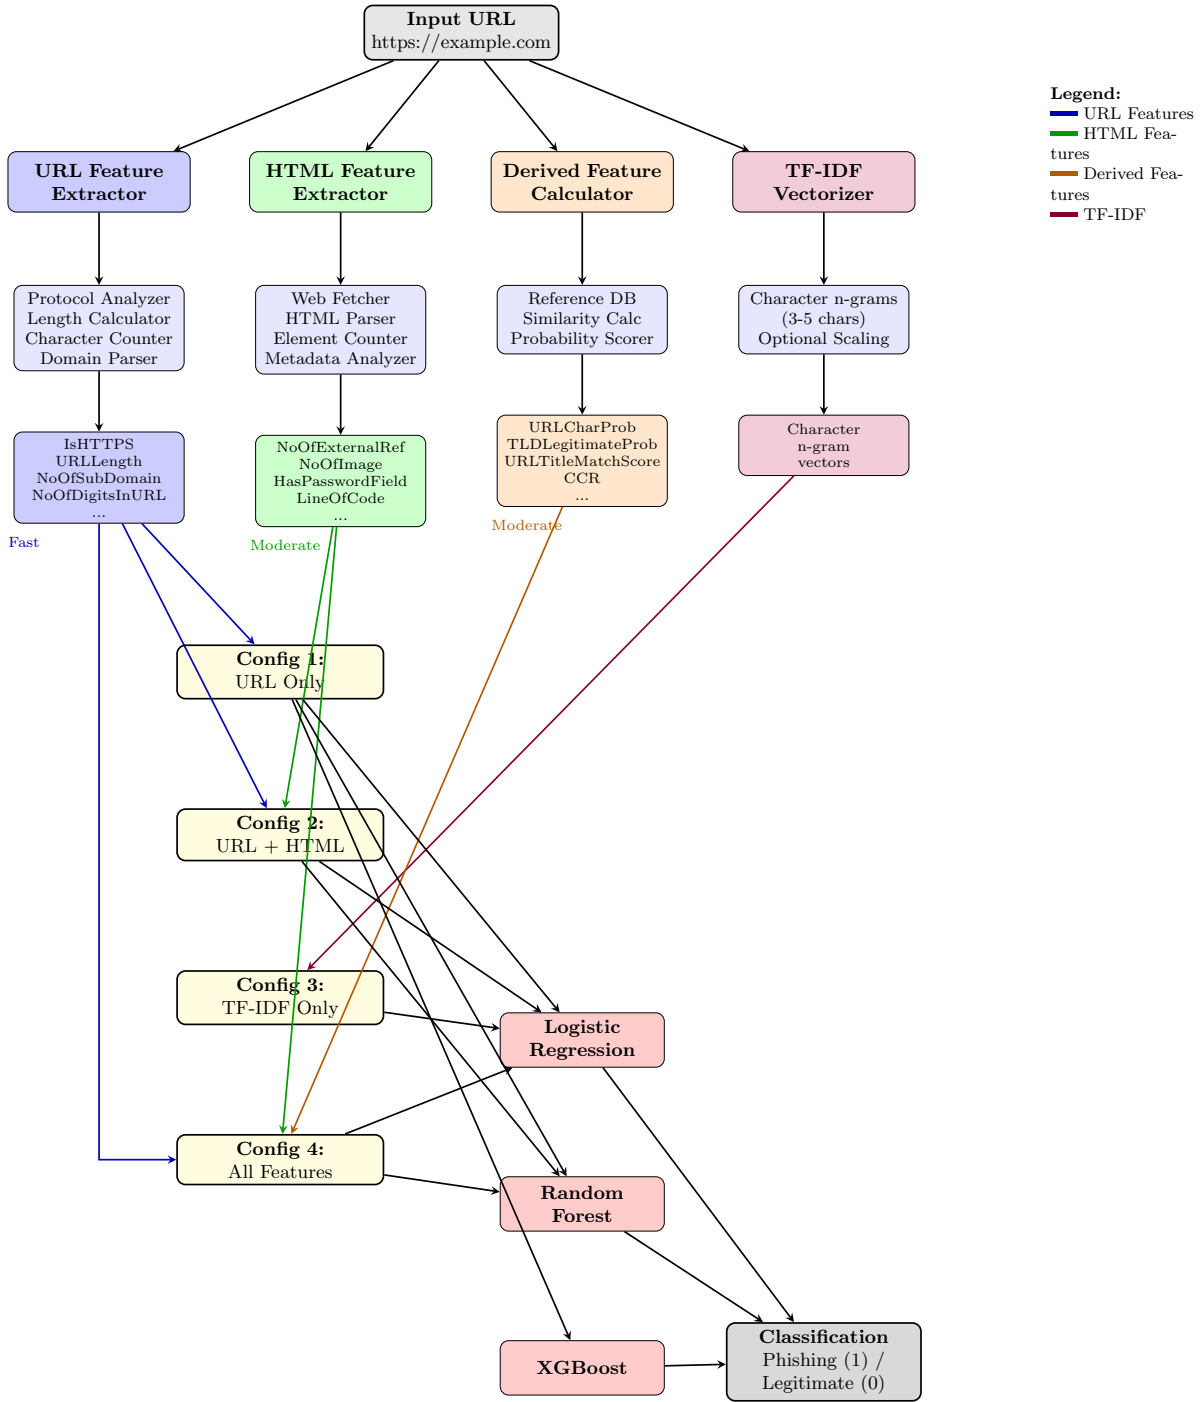 Input URL
https://example.com
Legend:
URL Features
HTML Fea-
tures
Derived Fea-
tures
TF-IDF
URL Feature
Extractor
HTML Feature
Extractor
Derived Feature
Calculator
TF-IDF
Vectorizer
Protocol Analyzer
Length Calculator
Character Counter
Domain Parser
Web Fetcher
HTML Parser
Element Counter
Metadata Analyzer
Reference DB
Similarity Calc
Probability Scorer
Character n-grams
(3-5 chars)
Optional Scaling
IsHTTPS
URLLength
NoOfSubDomain
NoOfDigitsInURL
...
NoOfExternalRef
NoOfImage
HasPasswordField
LineOfCode
...
URLCharProb
TLDLegitimateProb
URLTitleMatchScore
CCR
...
Character
n-gram
vectors
Fast
Moderate
Moderate
Config 1:
URL Only
Config 2:
URL + HTML
Config 3:
TF-IDF Only
Config 4:
All Features
Logistic
Regression
Random
Forest
XGBoost
Classification
Phishing (1) /
Legitimate (0)